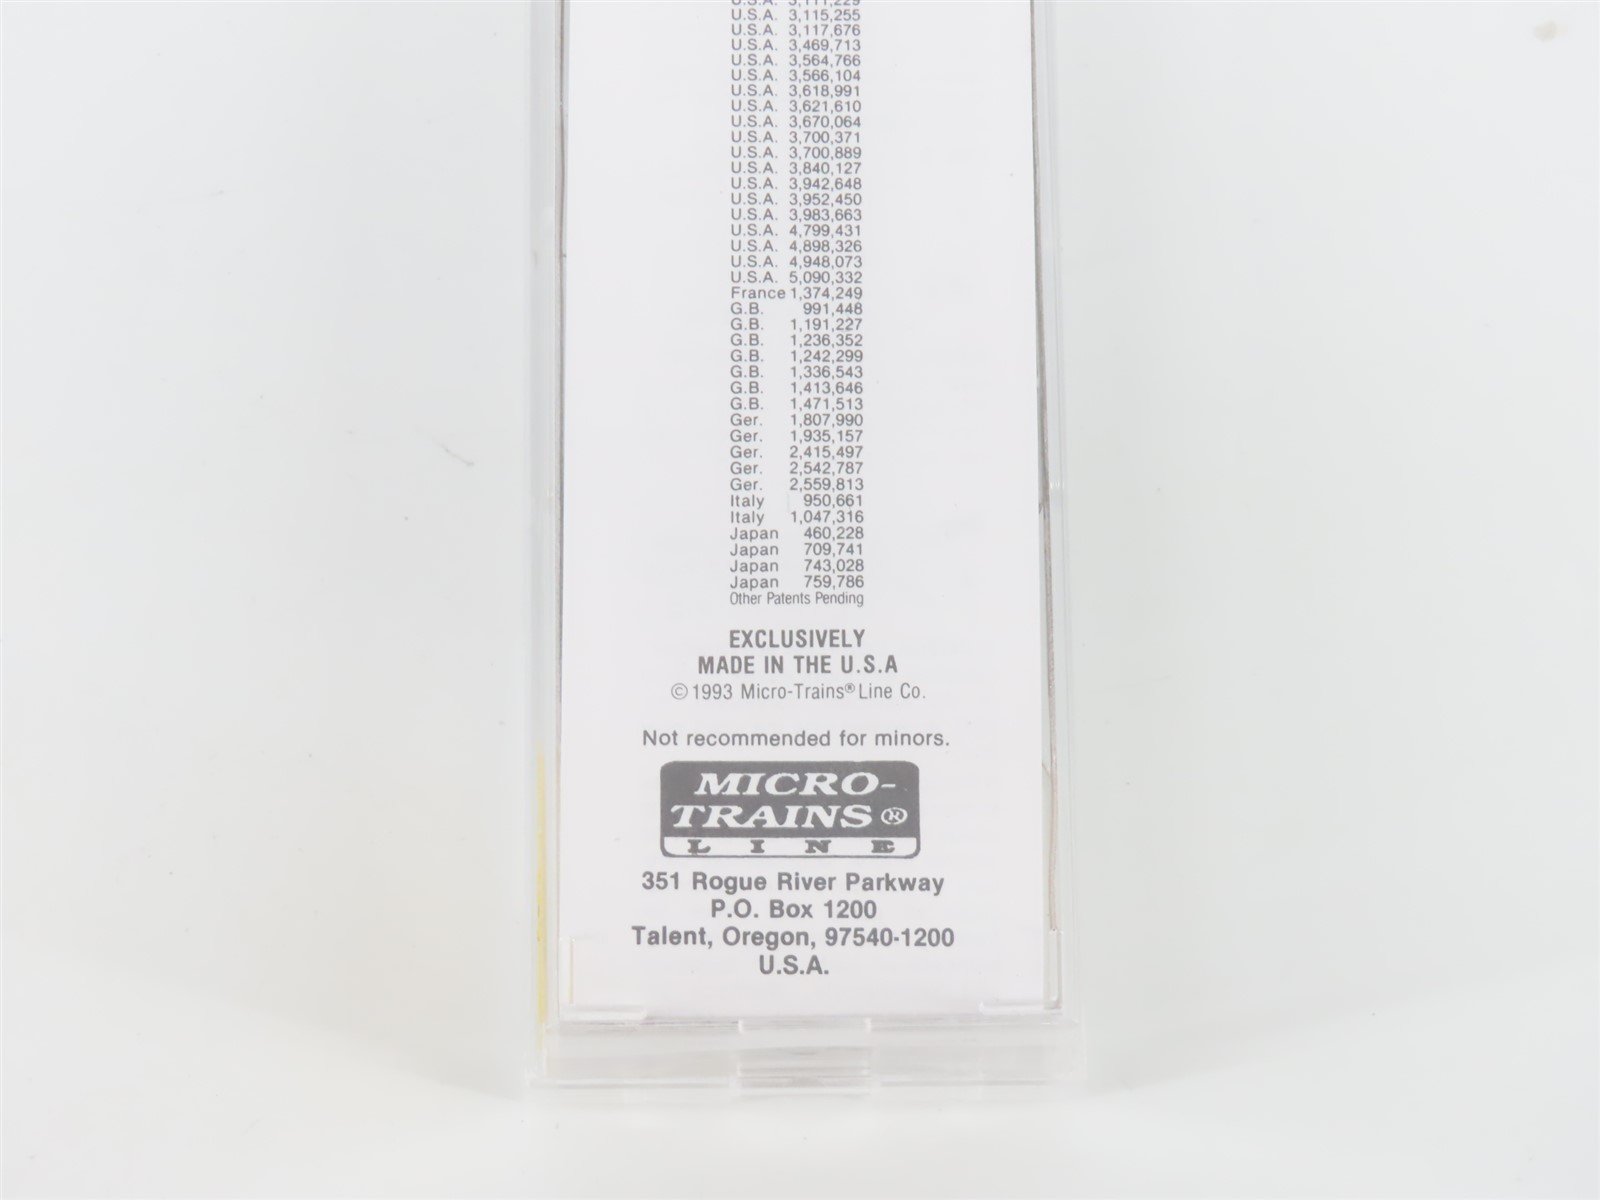 U.S.A. 3,111,229
U.S.A. 3,115,255
U.S.A. 3,117,676
U.S.A. 3,469,713
U.S.A. 3,564,766
U.S.A. 3,566,104
U.S.A. 3,618,991
U.S.A. 3,621,610
U.S.A. 3,670,064
U.S.A. 3,700,371
U.S.A. 3,700,889
U.S.A. 3,840,127
U.S.A. 3,942,648
U.S.A. 3,952,450
U.S.A. 3,983,663
U.S.A. 4,799,431
U.S.A. 4,898,326
U.S.A. 4,948,073
U.S.A. 5,090,332
France 1,374,249
G.B. 991,448
G.B. 1,191,227
G.B. 1,236,352
G.B. 1,242,299
G.B. 1,336,543
G.B. 1,413,646
G.B. 1,471,513
Ger. 1,807,990
Ger. 1,935,157
Ger. 2,415,497
Ger. 2,542,787
Ger. 2,559,813
Italy 950,661
Italy 1,047,316
Japan 460,228
Japan 709,741
Japan 743,028
Japan 759,786
Other Patents Pending
EXCLUSIVELY
MADE IN THE U.S.A
© 1993 Micro-Trains® Line Co.
Not recommended for minors.
MICRO-
TRAINS®
LINE
351 Rogue River Parkway
P.O. Box 1200
Talent, Oregon, 97540-1200
U.S.A.